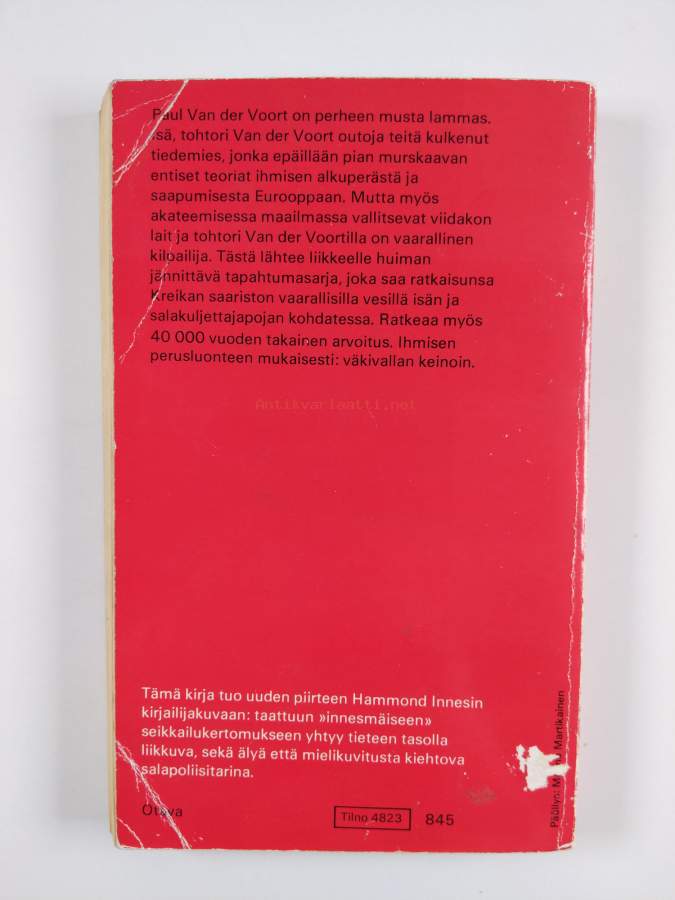 Paul Van der Voort on perheen musta lammas.
Isä, tohtori Van der Voort outoja teitä kulkenut
tiedemies, jonka epäillään pian murskaavan
entiset teoriat ihmisen alkuperästä ja
saapumisesta Eurooppaan. Mutta myös
akateemisessa maailmassa vallitsevat viidakon
lait ja tohtori Van der Voortilla on vaarallinen
kilpailija. Tästä lähtee liikkeelle huiman
jännittävä tapahtumasarja, joka saa ratkaisunsa
Kreikan saariston vaarallisilla vesillä isän ja
salakuljettajapojan kohdatessa. Ratkeaa myös
40 000 vuoden takainen arvoitus. Ihmisen
perusluonteen mukaisesti: väkivallan keinoin.
Antikvariaatti.net
Tämä kirja tuo uuden piirteen Hammond Innesin
kirjailijakuvaan: taattuun »innesmäiseen»
seikkailukertomukseen yhtyy tieteen tasolla
liikkuva, sekä älyä että mielikuvitusta kiehtova
salapoliisitarina.
Otava
Tilno 4823 845
Päällys: Martikainen